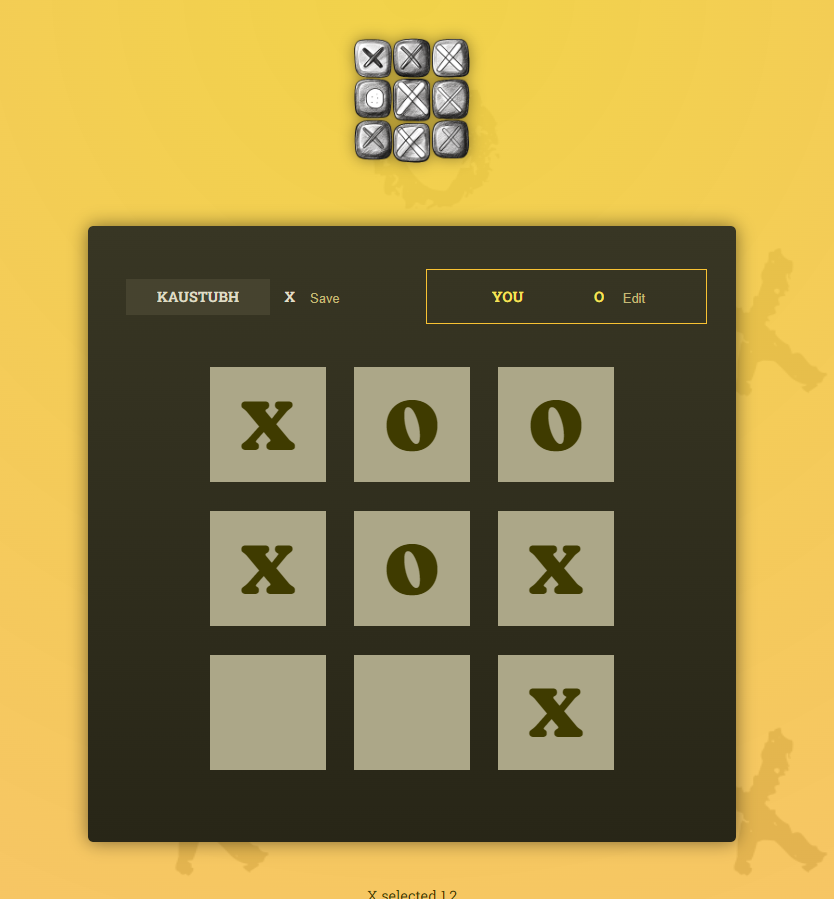 KAUSTUBH X Save YOU O Edit
X O O
X O X
X
X selected 1,2